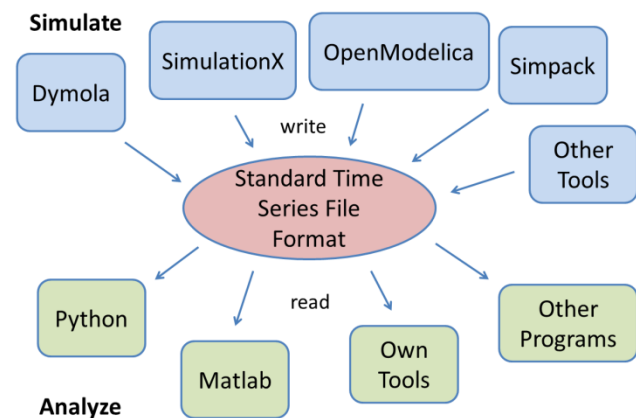 Simulate
Dymola
SimulationX
OpenModelica
Simpack
Other
Tools
write
Standard Time
Series File
Format
read
Python
Matlab
Own
Tools
Other
Programs
Analyze